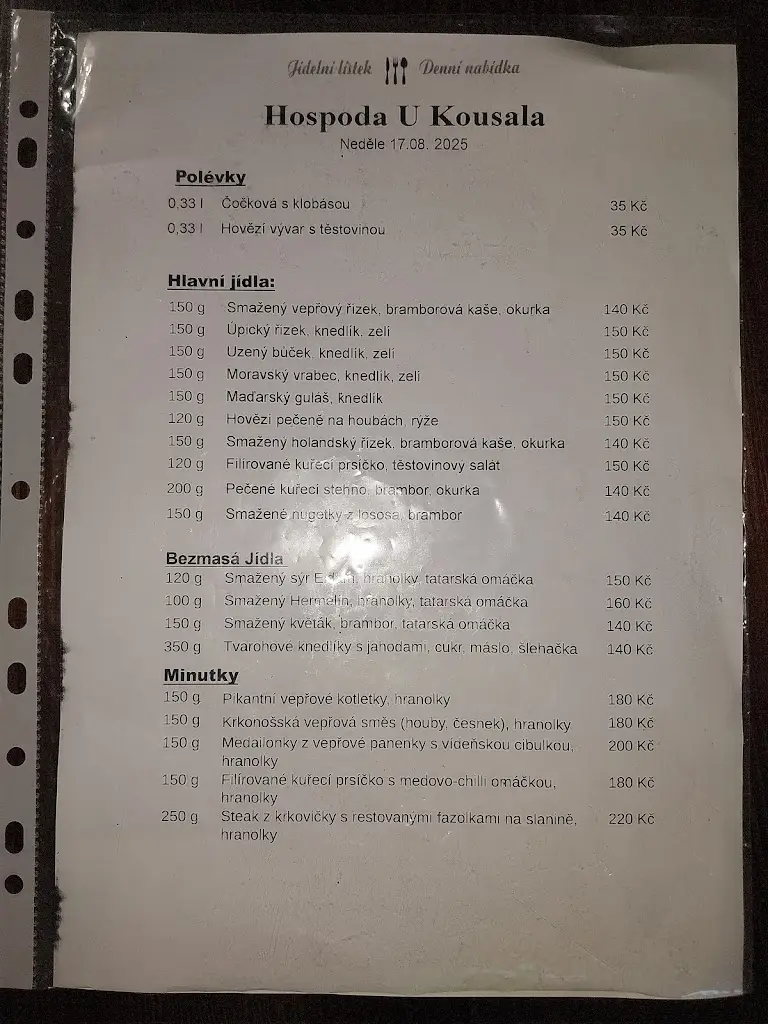 Jídelní lístek Denní nabídka
Hospoda U Kousala
Neděle 17.08. 2025
Polévky
0,33 l Čočková s klobásou 35 Kč
0,33 l Hovězí vývar s těstovinou 35 Kč
Hlavní jídla:
150 g Smažený vepřový řízek, bramborová kaše, okurka 140 Kč
150 g Úpický řízek, knedlík, zelí 150 Kč
150 g Uzený bůček, knedlík, zelí 150 Kč
150 g Moravský vrabec, knedlík, zelí 150 Kč
150 g Maďarský guláš, knedlík 150 Kč
120 g Hovězí pečeně na houbách, rýže 150 Kč
150 g Smažený holandský řízek, bramborová kaše, okurka 140 Kč
120 g Filírované kuřecí prsíčko, těstovinový salát 150 Kč
200 g Pečené kuřecí stehno, brambor, okurka 140 Kč
150 g Smažené nugetky z lososa, brambor 140 Kč
Bezmasá Jídla
120 g Smažený sýr hranolky, tatarská omáčka 150 Kč
100 g Smažený Hermelín, hranolky, tatarská omáčka 160 Kč
150 g Smažený květák, brambor, tatarská omáčka 140 Kč
350 g Tvarohové knedlíky s jahodami, cukr, máslo, šlehačka 140 Kč
Minutky
150 g Pikantní vepřové kotletky, hranolky 180 Kč
150 g Krkonošská vepřová směs (houby, česnek), hranolky 180 Kč
150 g Medailonky z vepřové panenky s vídeňskou cibulkou, 200 Kč
hranolky
150 g Filírované kuřecí prsíčko s medovo-chilli omáčkou, 180 Kč
hranolky
250 g Steak z krkovičky s restovanými fazolkami na slanině, 220 Kč
hranolky